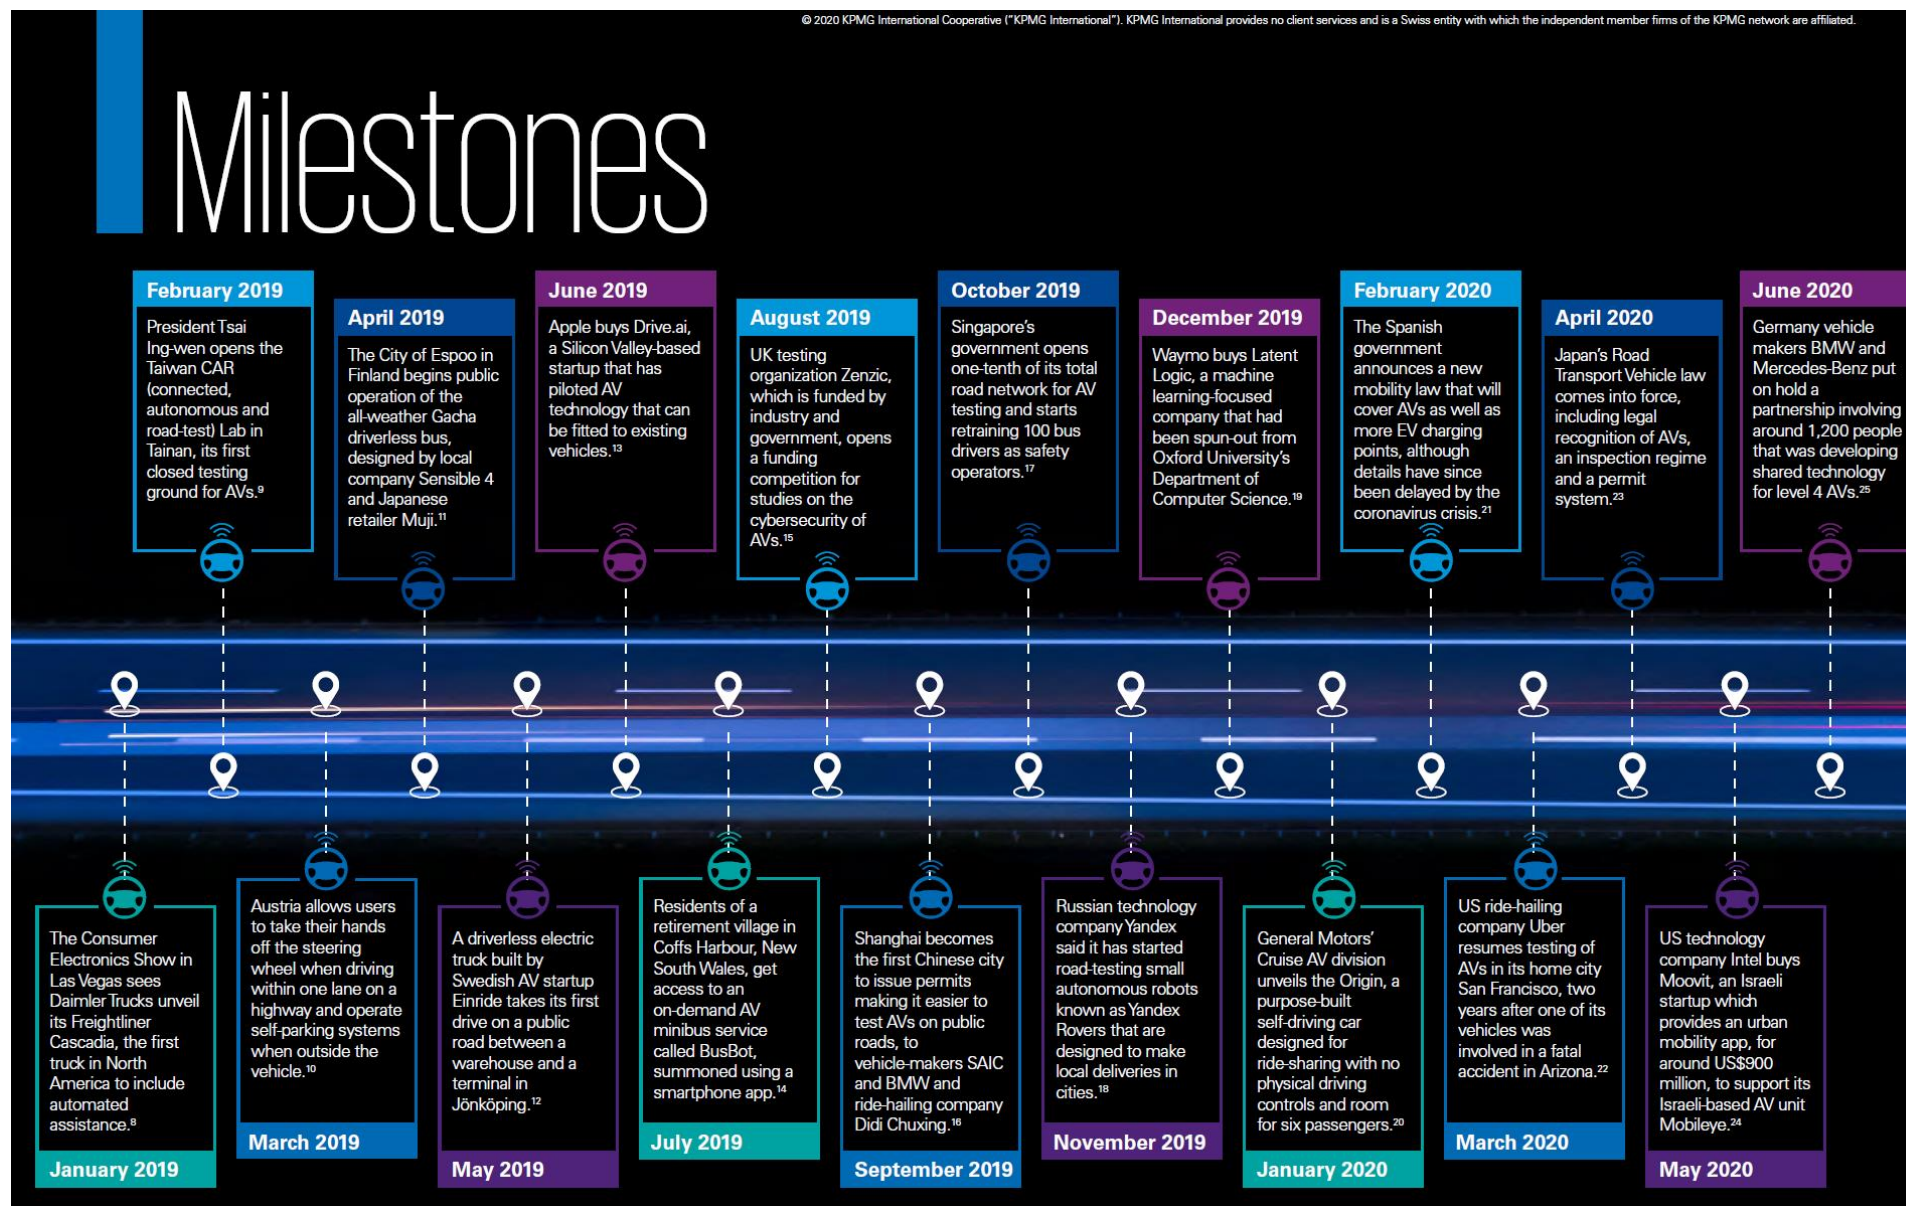 © 2020 KPMG International Cooperative (“KPMG International”). KPMG International provides no client services and is a Swiss entity with which the independent member firms of the KPMG network are affiliated.
Milestones
February 2019
President Tsai
Ing-wen opens the
Taiwan CAR
(connected,
autonomous and
road-test) Lab in
Tainan, its first
closed testing
ground for AVs.⁹
April 2019
The City of Espoo in
Finland begins public
operation of the
all-weather Gacha
driverless bus,
designed by local
company Sensible 4
and Japanese
retailer Muji.¹¹
June 2019
Apple buys Drive.ai,
a Silicon Valley-based
startup that has
piloted AV
technology that can
be fitted to existing
vehicles.¹³
August 2019
UK testing
organization Zenzic,
which is funded by
industry and
government, opens
a funding
competition for
studies on the
cybersecurity of
AVs.¹⁵
October 2019
Singapore’s
government opens
one-tenth of its total
road network for AV
testing and starts
retraining 100 bus
drivers as safety
operators.¹⁷
December 2019
Waymo buys Latent
Logic, a machine
learning-focused
company that had
been spun-out from
Oxford University’s
Department of
Computer Science.¹⁹
February 2020
The Spanish
government
announces a new
mobility law that will
cover AVs as well as
more EV charging
points, although
details have since
been delayed by the
coronavirus crisis.²¹
April 2020
Japan’s Road
Transport Vehicle law
comes into force,
including legal
recognition of AVs,
an inspection regime
and a permit
system.²³
June 2020
Germany vehicle
makers BMW and
Mercedes-Benz put
on hold a
partnership involving
around 1,200 people
that was developing
shared technology
for level 4 AVs.²⁵
The Consumer
Electronics Show in
Las Vegas sees
Daimler Trucks unveil
its Freightliner
Cascadia, the first
truck in North
America to include
automated
assistance.⁸
January 2019
Austria allows users
to take their hands
off the steering
wheel when driving
within one lane on a
highway and operate
self-parking systems
when outside the
vehicle.¹⁰
March 2019
A driverless electric
truck built by
Swedish AV startup
Einride takes its first
drive on a public
road between a
warehouse and a
terminal in
Jönköping.¹²
May 2019
Residents of a
retirement village in
Coffs Harbour, New
South Wales, get
access to an
on-demand AV
minibus service
called BusBot,
summoned using a
smartphone app.¹⁴
July 2019
Shanghai becomes
the first Chinese city
to issue permits
making it easier to
test AVs on public
roads, to
vehicle-makers SAIC
and BMW and
ride-hailing company
Didi Chuxing.¹⁶
September 2019
Russian technology
company Yandex
said it has started
road-testing small
autonomous robots
known as Yandex
Rovers that are
designed to make
local deliveries in
cities.¹⁸
November 2019
General Motors’
Cruise AV division
unveils the Origin, a
purpose-built
self-driving car
designed for
ride-sharing with no
physical driving
controls and room
for six passengers.²⁰
January 2020
US ride-hailing
company Uber
resumes testing of
AVs in its home city
San Francisco, two
years after one of its
vehicles was
involved in a fatal
accident in Arizona.²²
March 2020
US technology
company Intel buys
Moovit, an Israeli
startup which
provides an urban
mobility app, for
around US$900
million, to support its
Israeli-based AV unit
Mobileye.²⁴
May 2020